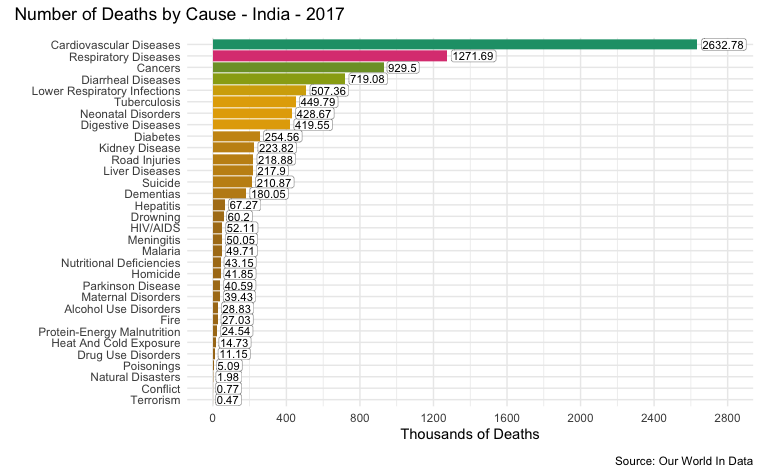 Number of Deaths by Cause - India - 2017
Cardiovascular Diseases 2632.78
Respiratory Diseases 1271.69
Cancers 929.5
Diarrheal Diseases 719.08
Lower Respiratory Infections 507.36
Tuberculosis 449.79
Neonatal Disorders 428.67
Digestive Diseases 419.55
Diabetes 254.56
Kidney Disease 223.82
Road Injuries 218.88
Liver Diseases 217.9
Suicide 210.87
Dementias 180.05
Hepatitis 67.27
Drowning 60.2
HIV/AIDS 52.11
Meningitis 50.05
Malaria 49.71
Nutritional Deficiencies 43.15
Homicide 41.85
Parkinson Disease 40.59
Maternal Disorders 39.43
Alcohol Use Disorders 28.83
Fire 27.03
Protein-Energy Malnutrition 24.54
Heat And Cold Exposure 14.73
Drug Use Disorders 11.15
Poisonings 5.09
Natural Disasters 1.98
Conflict 0.77
Terrorism 0.47
0 400 800 1200 1600 2000 2400 2800
Thousands of Deaths
Source: Our World In Data